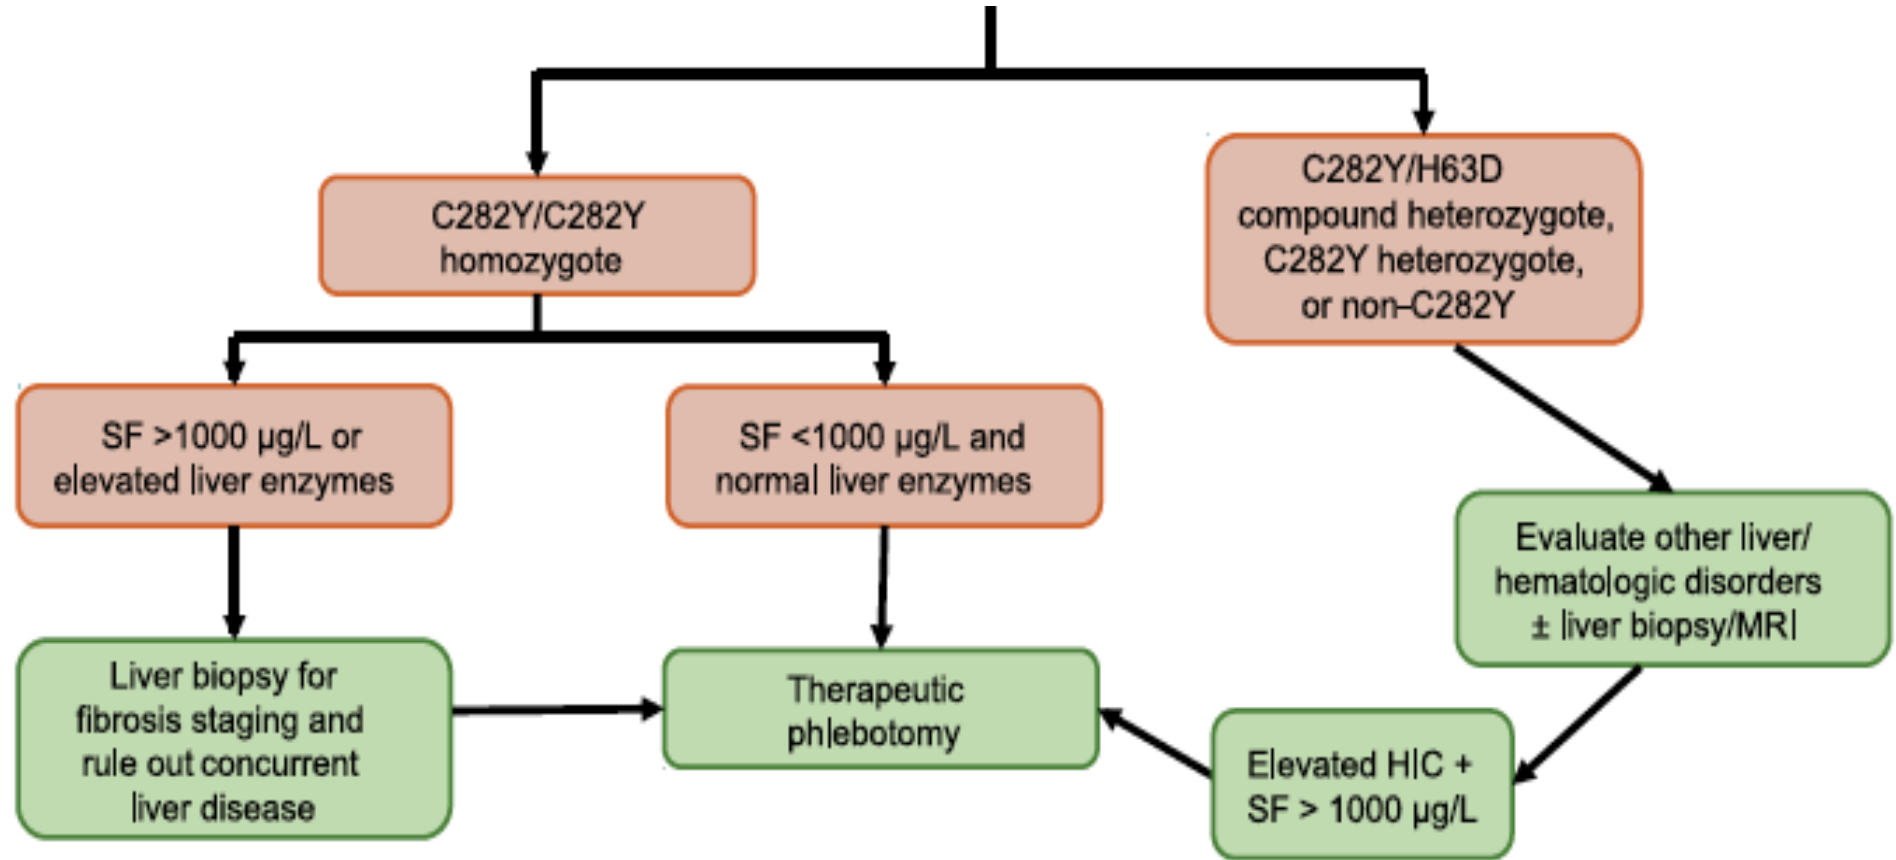 C282Y/C282Y
homozygote
C282Y/H63D
compound heterozygote,
C282Y heterozygote,
or non–C282Y
SF >1000 µg/L or
elevated liver enzymes
SF <1000 µg/L and
normal liver enzymes
Evaluate other liver/
hematologic disorders
± liver biopsy/MRI
Liver biopsy for
fibrosis staging and
rule out concurrent
liver disease
Therapeutic
phlebotomy
Elevated HIC +
SF > 1000 µg/L